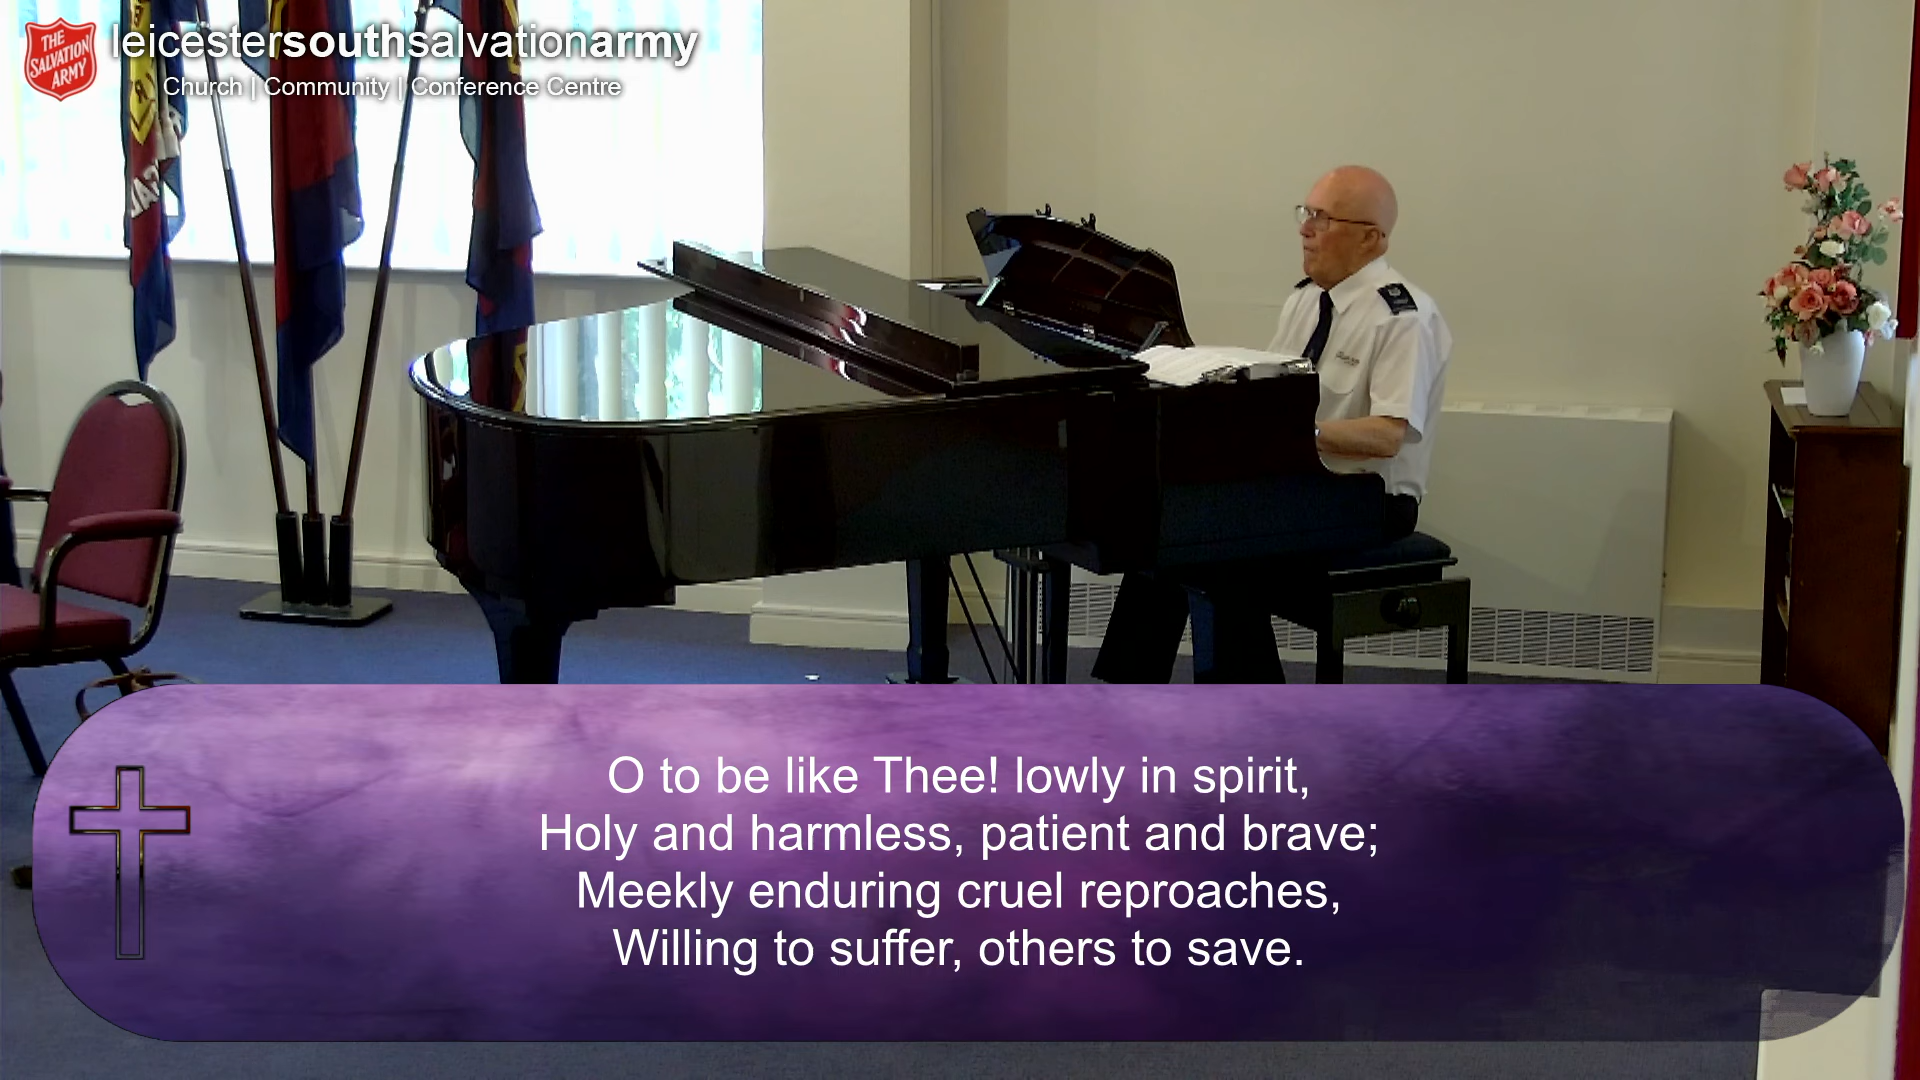 THE
SALVATION
ARMY
leicestersouthsalvationarmy
Church | Community | Conference Centre
O to be like Thee! lowly in spirit,
Holy and harmless, patient and brave;
Meekly enduring cruel reproaches,
Willing to suffer, others to save.